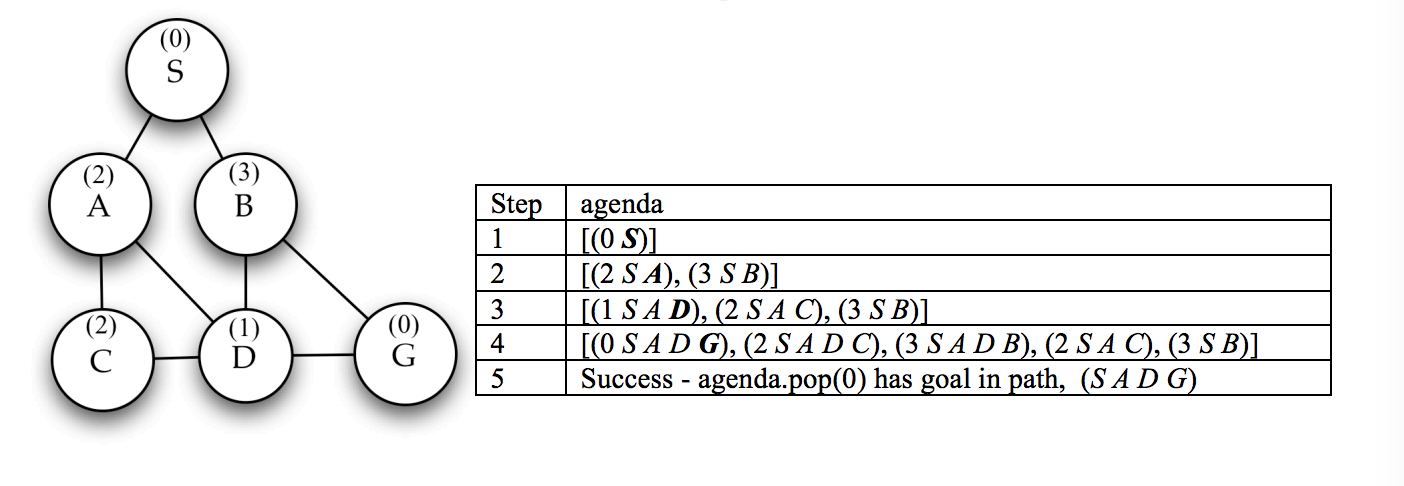 (0)
S
(2)
A
(3)
B
(2)
C
(1)
D
(0)
G
Step agenda
1 [(0 S)]
2 [(2 S A), (3 S B)]
3 [(1 S A D), (2 S A C), (3 S B)]
4 [(0 S A D G), (2 S A D C), (3 S A D B), (2 S A C), (3 S B)]
5 Success - agenda.pop(0) has goal in path, (S A D G)